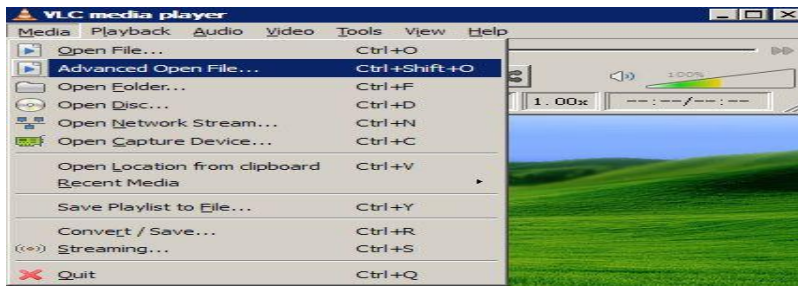 VLC media player
Media Playback Audio Video Tools View Help
Open File... Ctrl+O
Advanced Open File... Ctrl+Shift+O
Open Folder... Ctrl+F
Open Disc... Ctrl+D
Open Network Stream... Ctrl+N
Open Capture Device... Ctrl+C
Open Location from clipboard Ctrl+V
Recent Media
Save Playlist to File... Ctrl+Y
Convert / Save... Ctrl+R
Streaming... Ctrl+S
Quit Ctrl+Q
100%
1.00x --:--/--:--